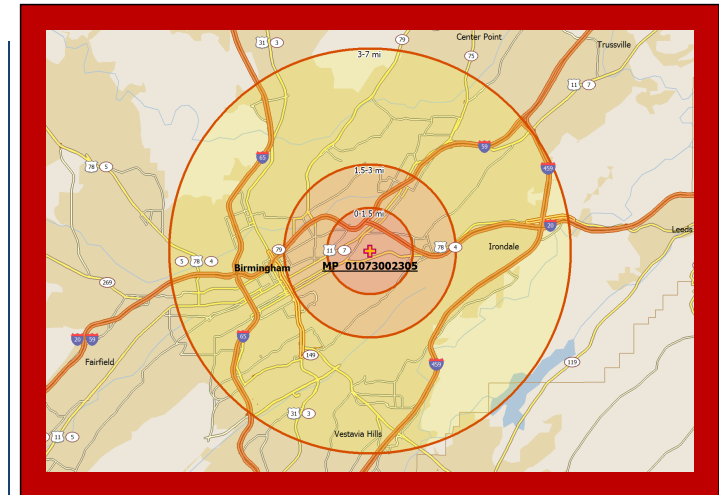 79
31 3
Center Point
Trussville
3-7 mi
75
11 7
78 5
59
65
1.5-3 mi
459
0-1.5 mi
20
Leeds
79
11 7
78 4
Irondale
5 78 4
Birmingham
MP_01073002305
269
65
20 59
149
Fairfield
459
119
31 3
11 5
Vestavia Hills